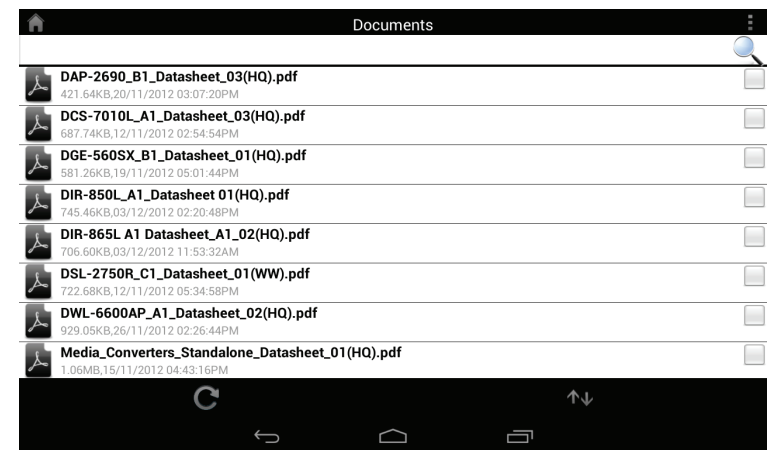 Documents
DAP-2690_B1_Datasheet_03(HQ).pdf
421.64KB,20/11/2012 03:07:20PM
DCS-7010L_A1_Datasheet_03(HQ).pdf
687.74KB,12/11/2012 02:54:54PM
DGE-560SX_B1_Datasheet_01(HQ).pdf
581.26KB,19/11/2012 05:01:44PM
DIR-850L_A1_Datasheet 01(HQ).pdf
745.46KB,03/12/2012 02:20:48PM
DIR-865L A1 Datasheet_A1_02(HQ).pdf
706.60KB,03/12/2012 11:53:32AM
DSL-2750R_C1_Datasheet_01(WW).pdf
722.68KB,12/11/2012 05:34:58PM
DWL-6600AP_A1_Datasheet_02(HQ).pdf
929.05KB,26/11/2012 02:26:44PM
Media_Converters_Standalone_Datasheet_01(HQ).pdf
1.06MB,15/11/2012 04:43:16PM